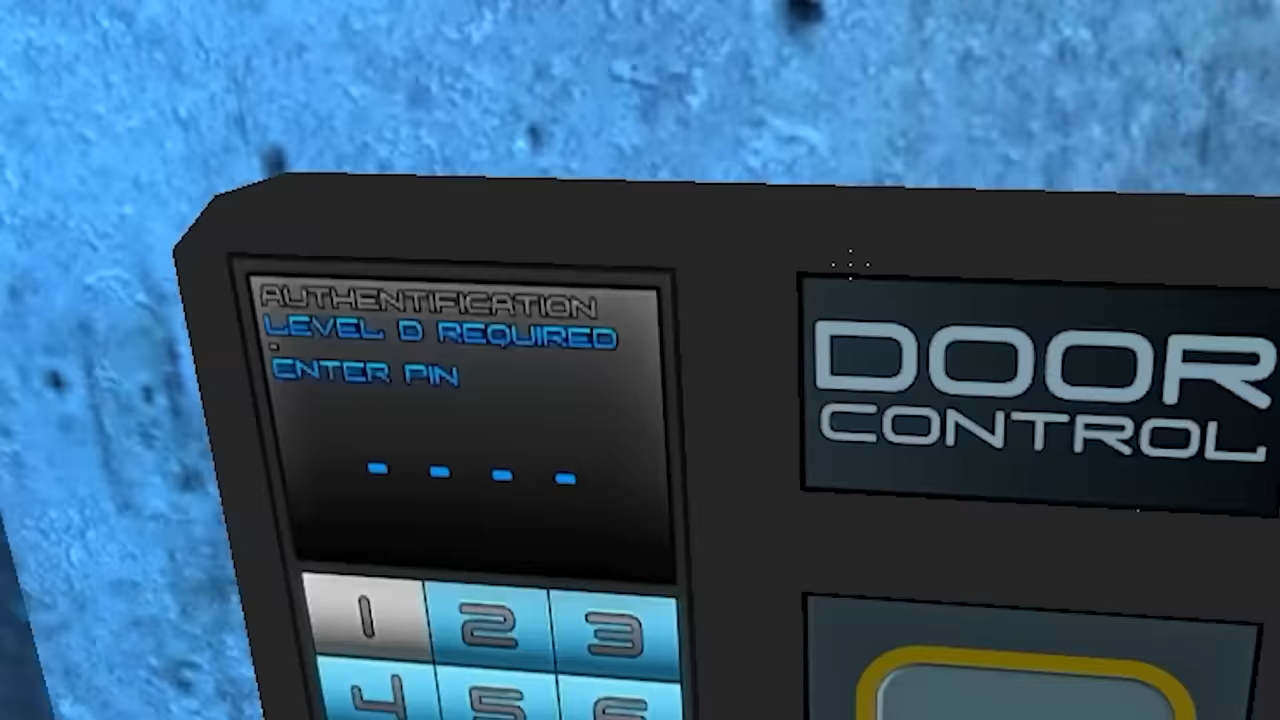 AUTHENTIFICATION
LEVEL D REQUIRED
ENTER PIN
- - - -
DOOR
CONTROL
1 2 3
4 5 6